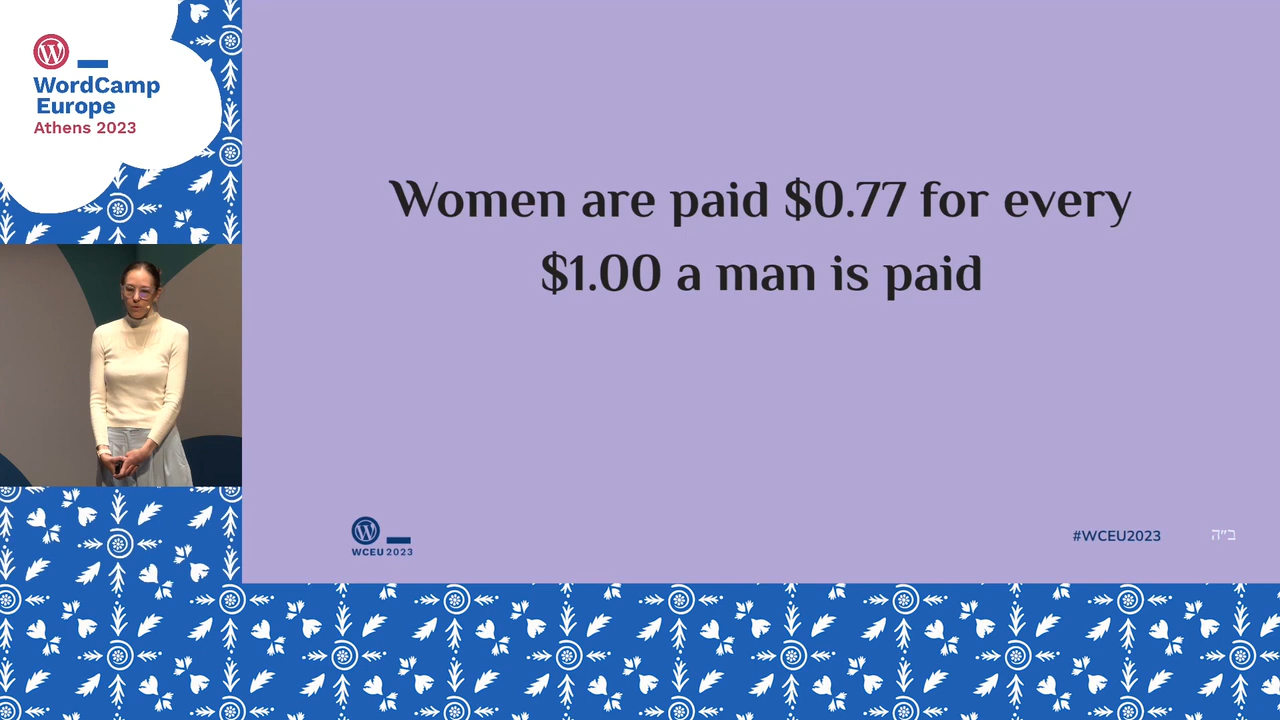 WordCamp
Europe
Athens 2023
Women are paid $0.77 for every
$1.00 a man is paid
WCEU 2023
#WCEU2023
ב״ה